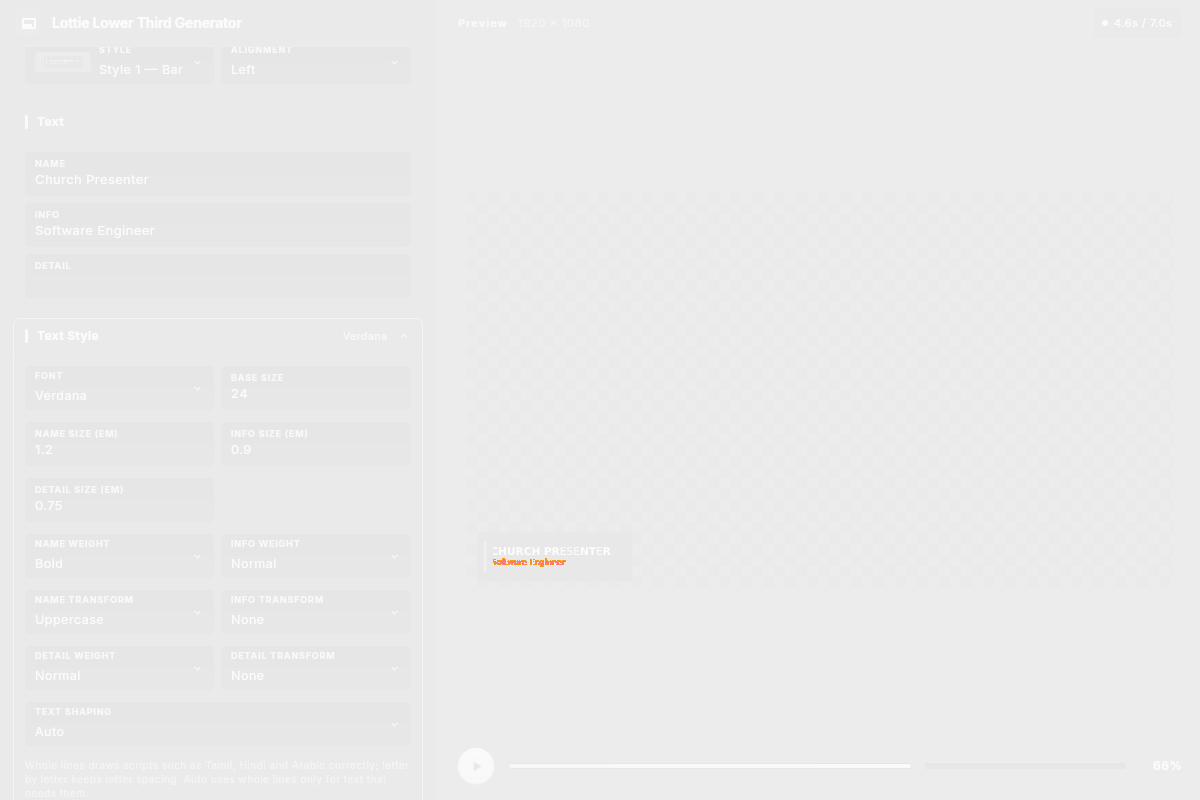 Lottie Lower Third Generator
STYLE
Style 1 — Bar
ALIGNMENT
Left
Text
NAME
Church Presenter
INFO
Software Engineer
DETAIL
Text Style
Verdana
FONT
Verdana
BASE SIZE
24
NAME SIZE (EM)
1.2
INFO SIZE (EM)
0.9
DETAIL SIZE (EM)
0.75
NAME WEIGHT
Bold
INFO WEIGHT
Normal
NAME TRANSFORM
Uppercase
INFO TRANSFORM
None
DETAIL WEIGHT
Normal
DETAIL TRANSFORM
None
TEXT SHAPING
Auto
Whole lines draws scripts such as Tamil, Hindi and Arabic correctly; letter
by letter keeps letter spacing. Auto uses whole lines only for text that
needs them.
Preview 1920 × 1080
4.6s / 7.0s
CHURCH PRESENTER
Software Engineer
66%